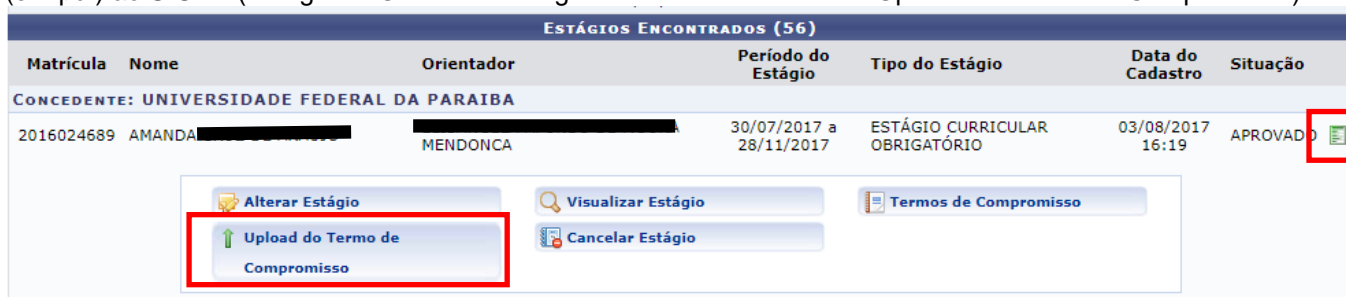 ESTÁGIOS ENCONTRADOS (56)
Matrícula Nome Orientador Período do Estágio Tipo do Estágio Data do Cadastro Situação
CONCEDENTE: UNIVERSIDADE FEDERAL DA PARAIBA
2016024689 AMANDA MENDONCA 30/07/2017 a 28/11/2017 ESTÁGIO CURRICULAR OBRIGATÓRIO 03/08/2017 16:19 APROVADO
Alterar Estágio Visualizar Estágio Termos de Compromisso
Upload do Termo de Compromisso Cancelar Estágio